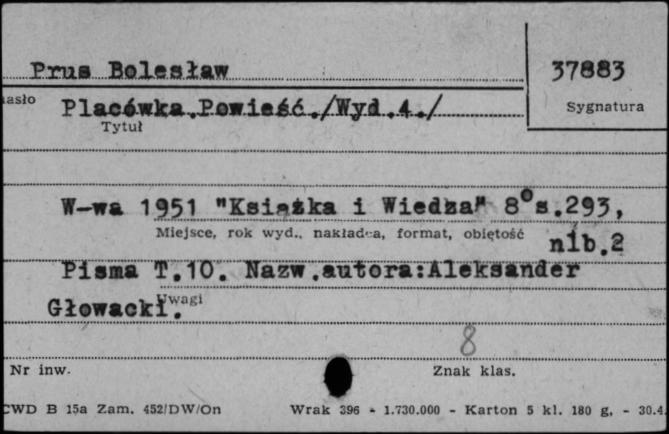 Prus Bolesław
37883
Sygnatura
asło
Placówka.Powieść./Wyd.4./
Tytuł
W-wa 1951 "Książka i Wiedza" 8° s.293,
Miejsce, rok wyd., nakładca, format, objętość
nlb.2
Pisma T.10. Nazw.autora:Aleksander
Uwagi
Głowacki.
8
Nr inw.
Znak klas.
CWD B 15a Zam. 452/DW/On Wrak 396 - 1.730.000 - Karton 5 kl. 180 g. - 30.4.